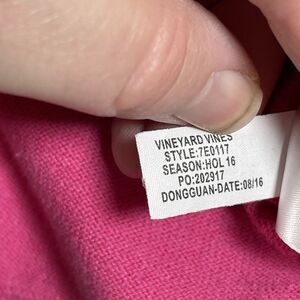 VINEYARD VINES
STYLE:7E0117
SEASON:HOL 16
PO:202917
DONGGUAN-DATE:08/16